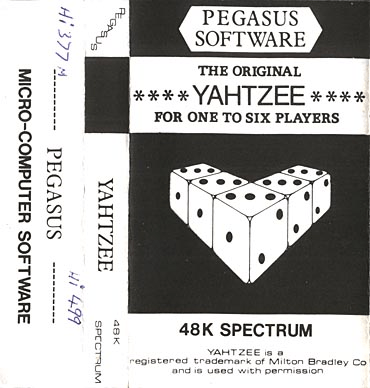 Hi 377M
---------- PEGASUS ----------
Hi 499
MICRO-COMPUTER SOFTWARE
PEGASUS
YAHTZEE
48K
SPECTRUM
PEGASUS
SOFTWARE
THE ORIGINAL
****YAHTZEE****
FOR ONE TO SIX PLAYERS
48K SPECTRUM
YAHTZEE is a
registered trademark of Milton Bradley Co
and is used with permission